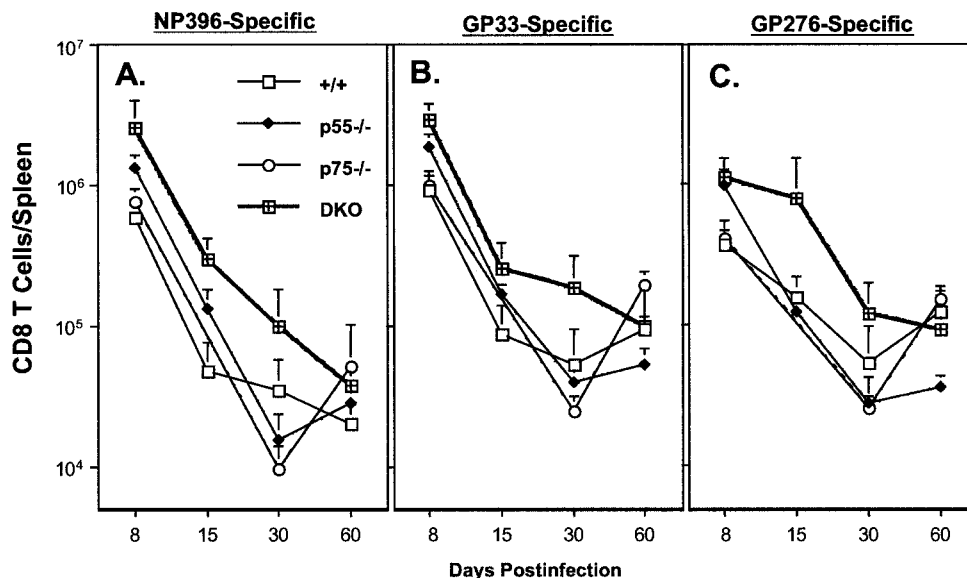 NP396-Specific GP33-Specific GP276-Specific
CD8 T Cells/Spleen
10⁷
10⁶
10⁵
10⁴
A.
+/+
p55-/-
p75-/-
DKO
B.
C.
8 15 30 60 8 15 30 60 8 15 30 60
Days Postinfection